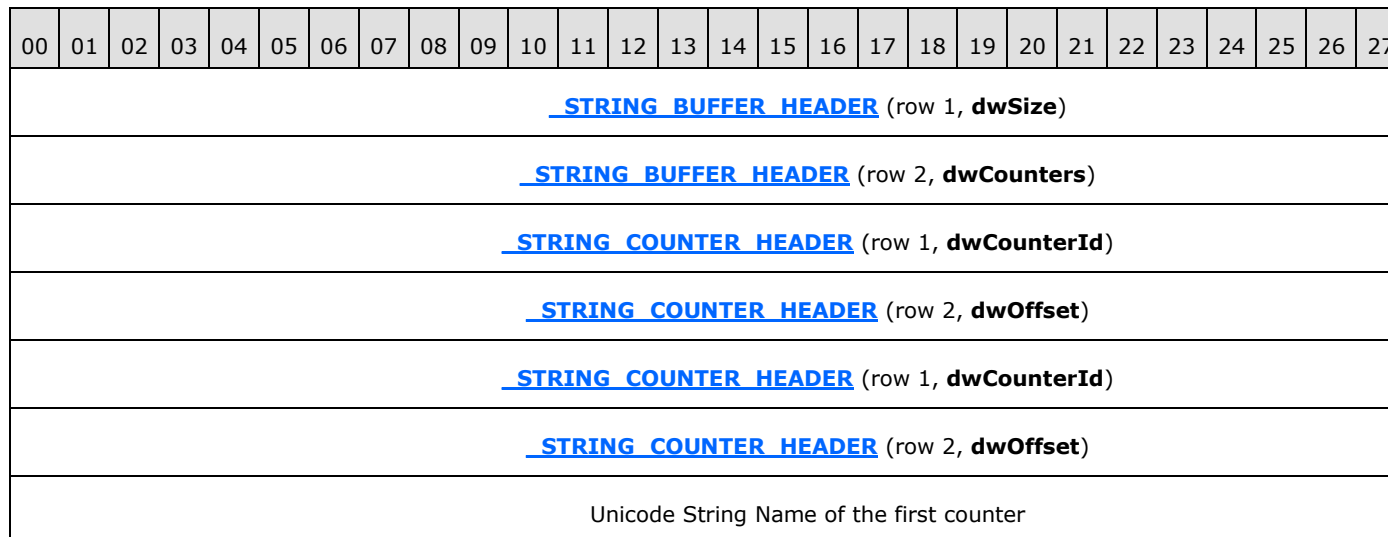 00 01 02 03 04 05 06 07 08 09 10 11 12 13 14 15 16 17 18 19 20 21 22 23 24 25 26 27
_STRING_BUFFER_HEADER (row 1, dwSize)
_STRING_BUFFER_HEADER (row 2, dwCounters)
_STRING_COUNTER_HEADER (row 1, dwCounterId)
_STRING_COUNTER_HEADER (row 2, dwOffset)
_STRING_COUNTER_HEADER (row 1, dwCounterId)
_STRING_COUNTER_HEADER (row 2, dwOffset)
Unicode String Name of the first counter